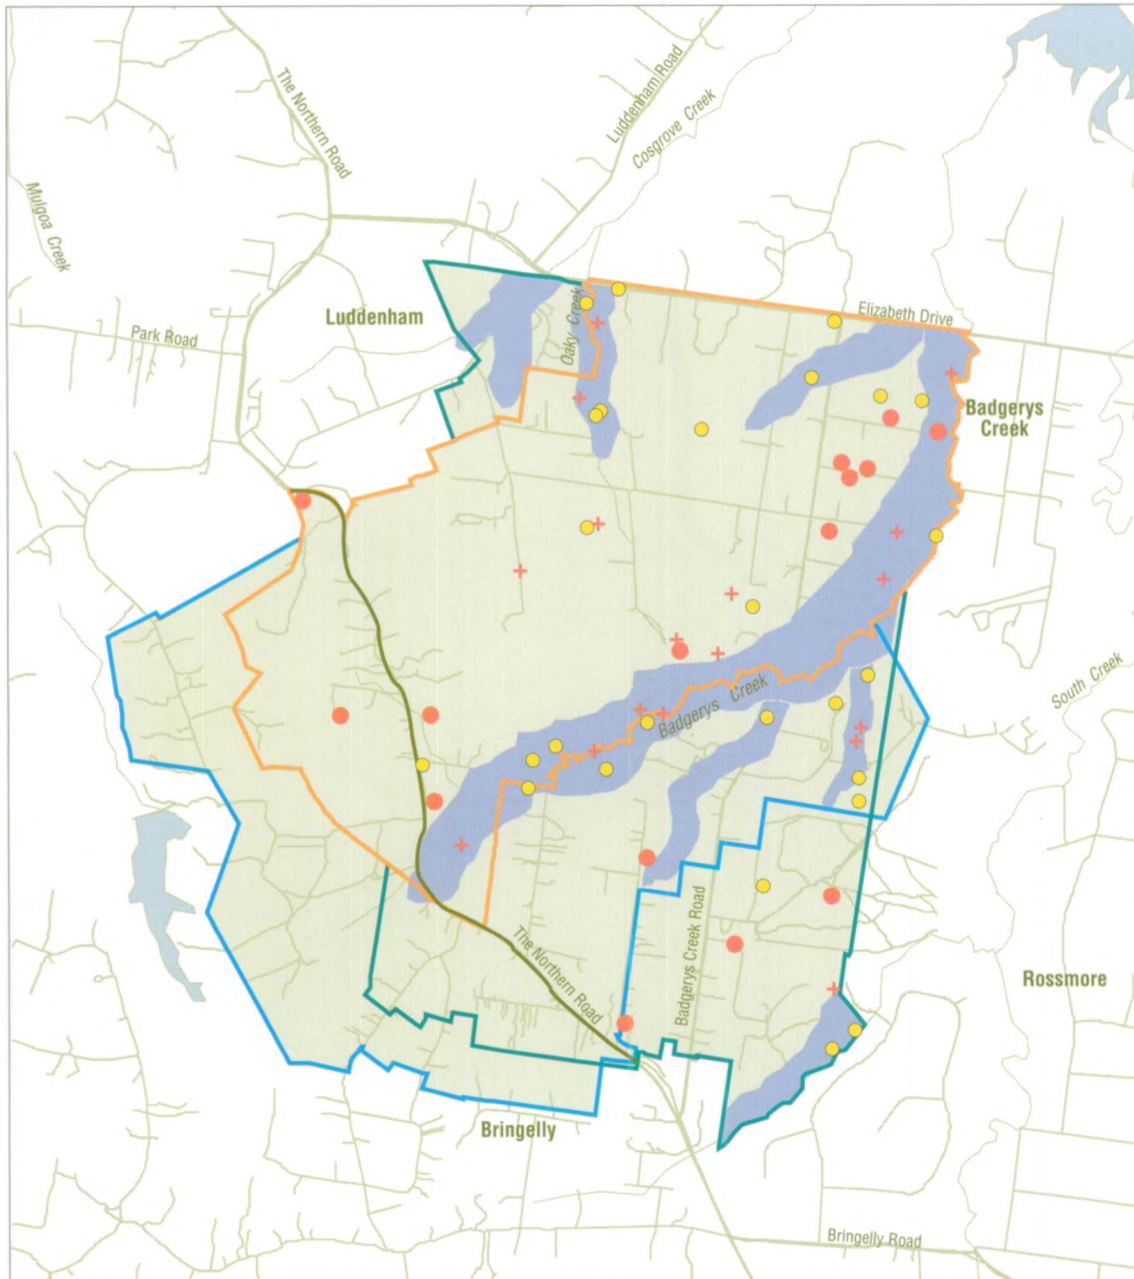 The Northern Road
Luddenham Road
Cosgrove Creek
Mulgoa Creek
Oaky Creek
Elizabeth Drive
Luddenham
Park Road
Badgerys
Creek
South Creek
Badgerys Creek
Badgerys Creek Road
The Northern Road
Rossmore
Bringelly
Bringelly Road